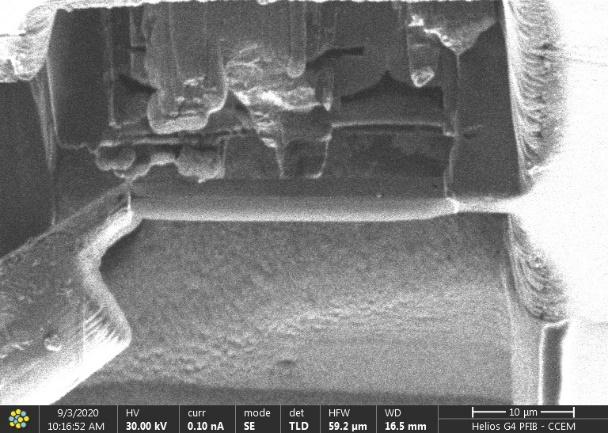 9/3/2020 HV curr mode det HFW WD 10 µm
10:16:52 AM 30.00 kV 0.10 nA SE TLD 59.2 µm 16.5 mm Helios G4 PFIB - CCEM